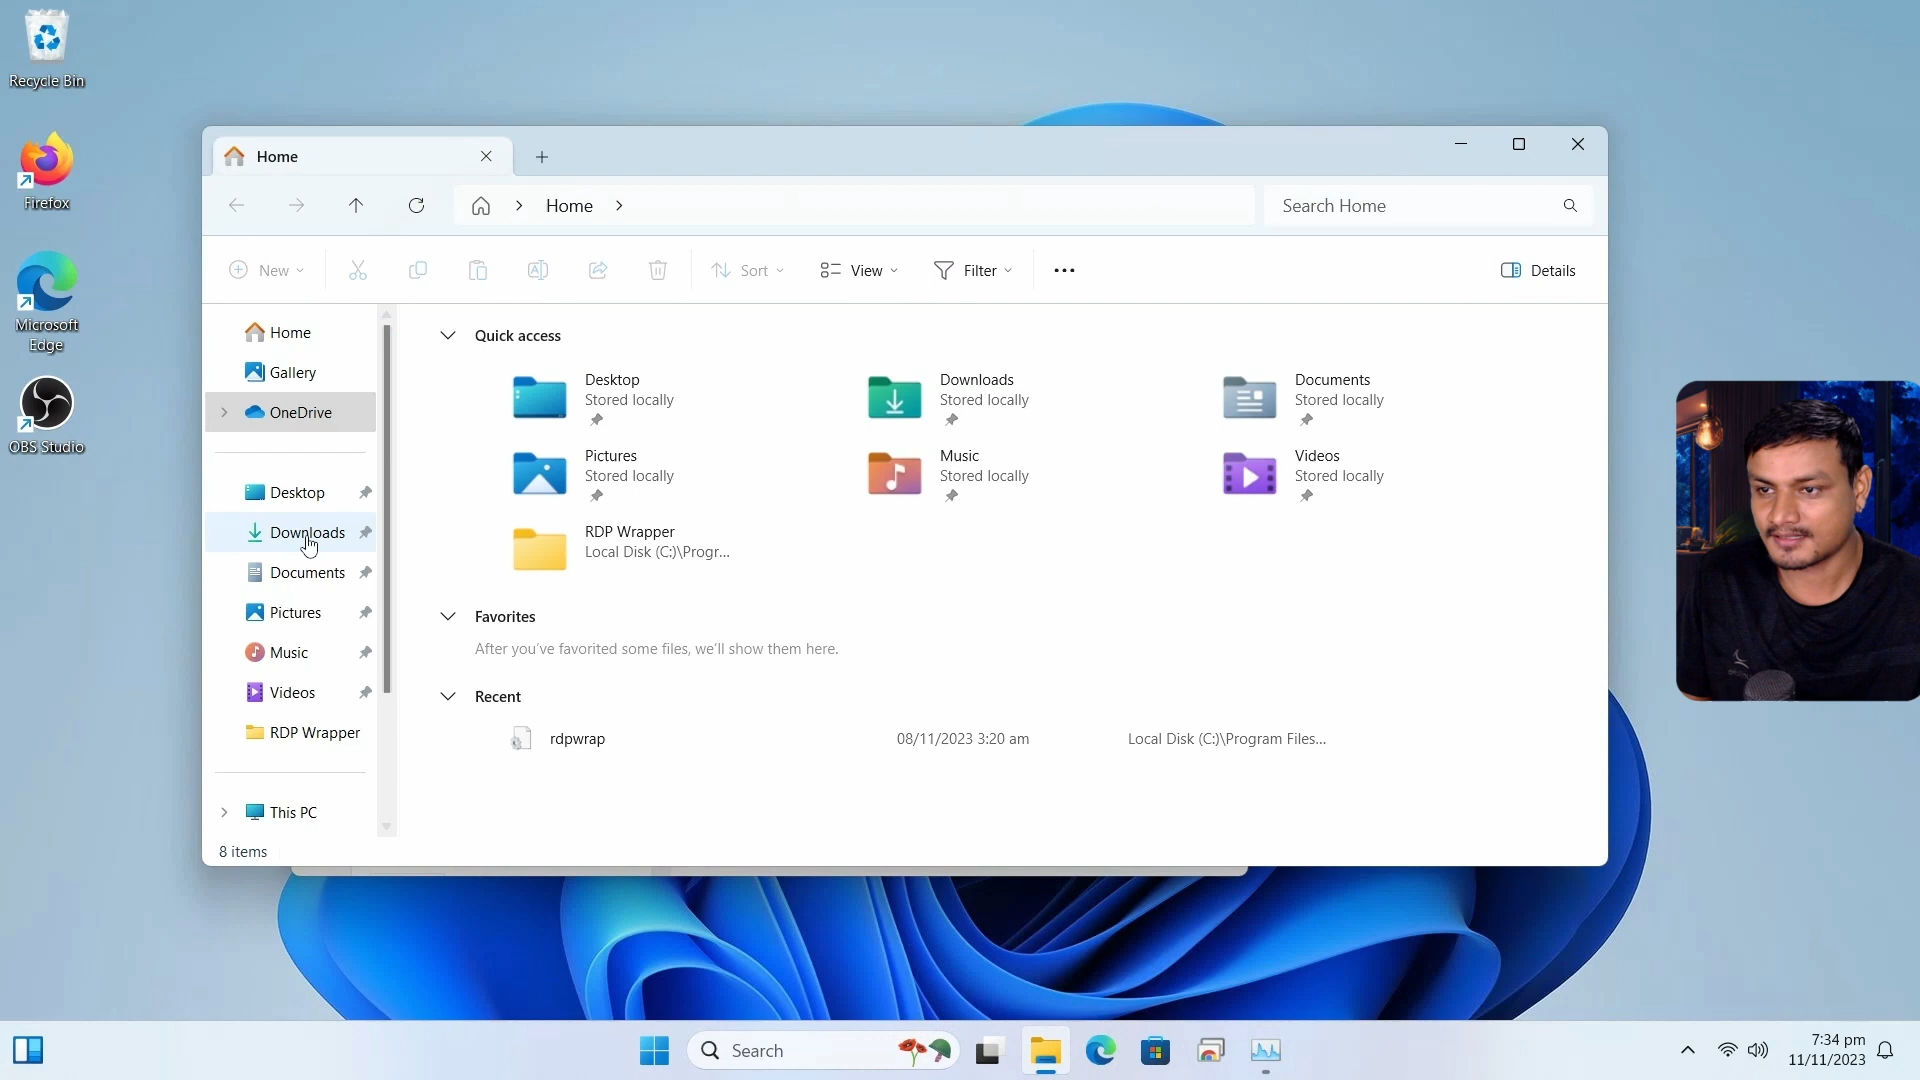 Recycle Bin
Firefox
Microsoft
Edge
OBS Studio
Home
Home
Search Home
New
Sort
View
Filter
Details
Home
Gallery
OneDrive
Desktop
Downloads
Documents
Pictures
Music
Videos
RDP Wrapper
This PC
8 items
Quick access
Desktop
Stored locally
Downloads
Stored locally
Documents
Stored locally
Pictures
Stored locally
Music
Stored locally
Videos
Stored locally
RDP Wrapper
Local Disk (C:)\Progr...
Favorites
After you've favorited some files, we'll show them here.
Recent
rdpwrap 08/11/2023 3:20 am Local Disk (C:)\Program Files...
Search
7:34 pm
11/11/2023